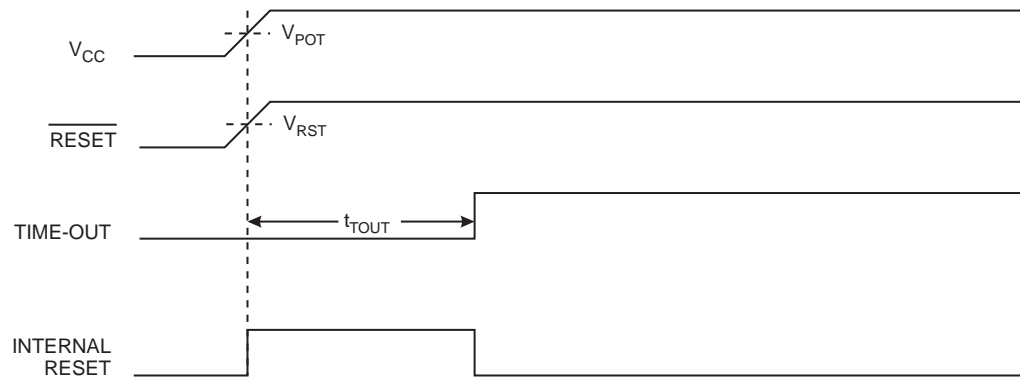 V_CC
V_POT
RESET
V_RST
TIME-OUT
t_TOUT
INTERNAL
RESET